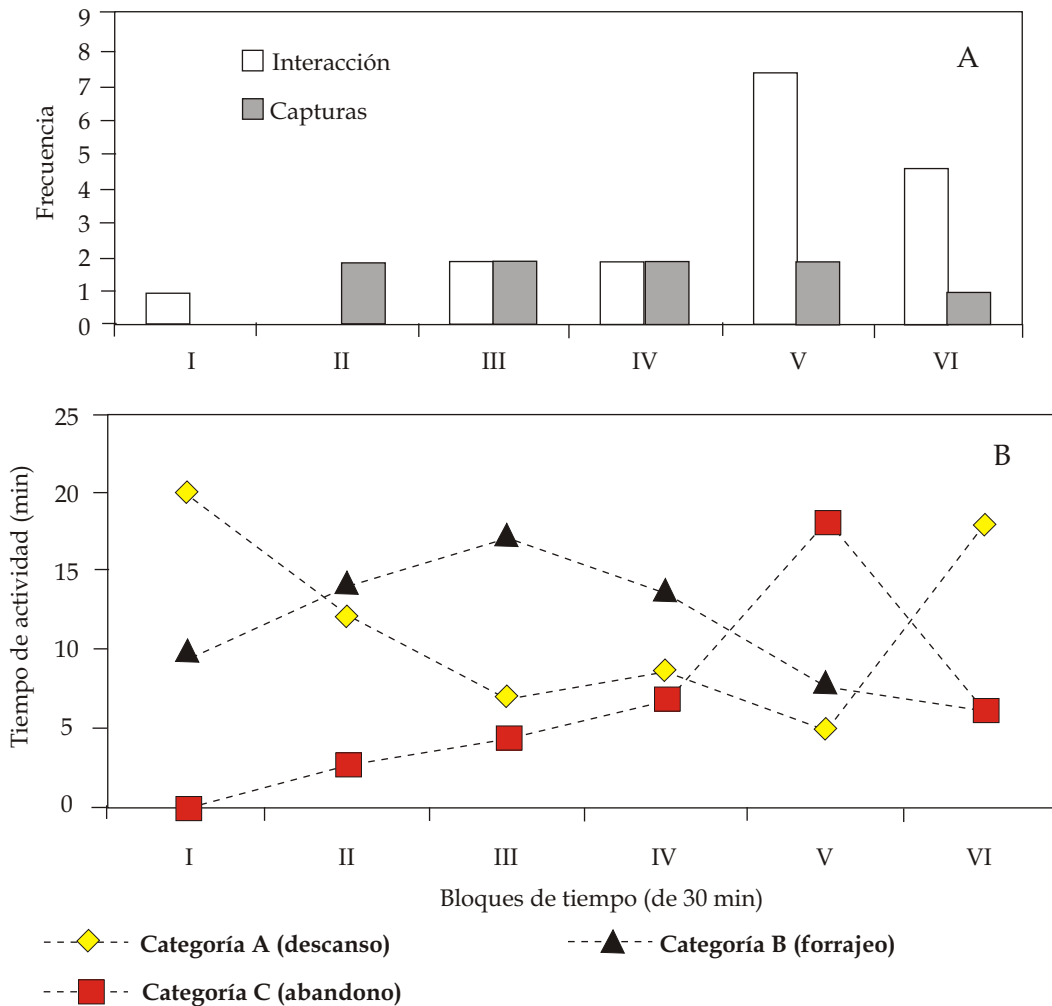 9
8
7
6
5
4
3
2
1
0
Frecuencia
Interacción
Capturas
A
I II III IV V VI
25
20
15
10
5
0
Tiempo de actividad (min)
B
I II III IV V VI
Bloques de tiempo (de 30 min)
Categoría A (descanso) Categoría B (forrajeo)
Categoría C (abandono)